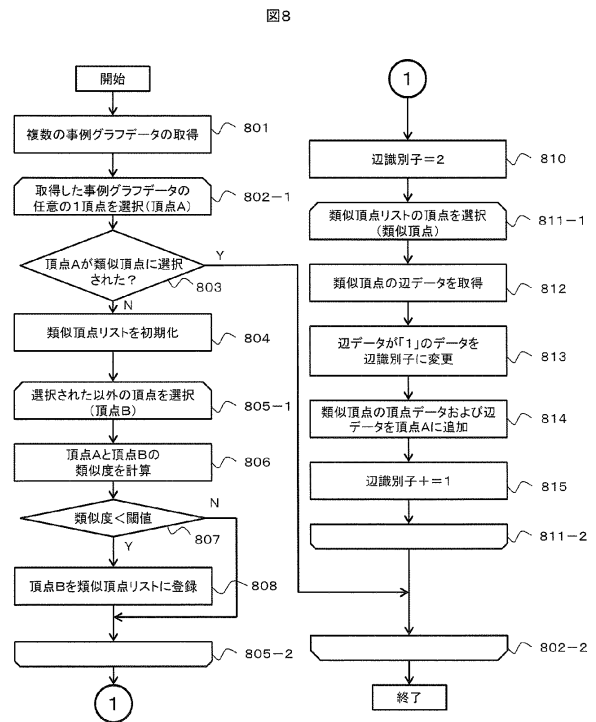 図8
開始
複数の事例グラフデータの取得
801
取得した事例グラフデータの
任意の1頂点を選択(頂点A)
802-1
頂点Aが類似頂点に選択
された?
Y
803
N
類似頂点リストを初期化
804
選択された以外の頂点を選択
(頂点B)
805-1
頂点Aと頂点Bの
類似度を計算
806
類似度<閾値
N
807
Y
頂点Bを類似頂点リストに登録
808
805-2
1
1
辺識別子=2
810
類似頂点リストの頂点を選択
(類似頂点)
811-1
類似頂点の辺データを取得
812
辺データが「1」のデータを
辺識別子に変更
813
類似頂点の頂点データおよび辺
データを頂点Aに追加
814
辺識別子+=1
815
811-2
802-2
終了